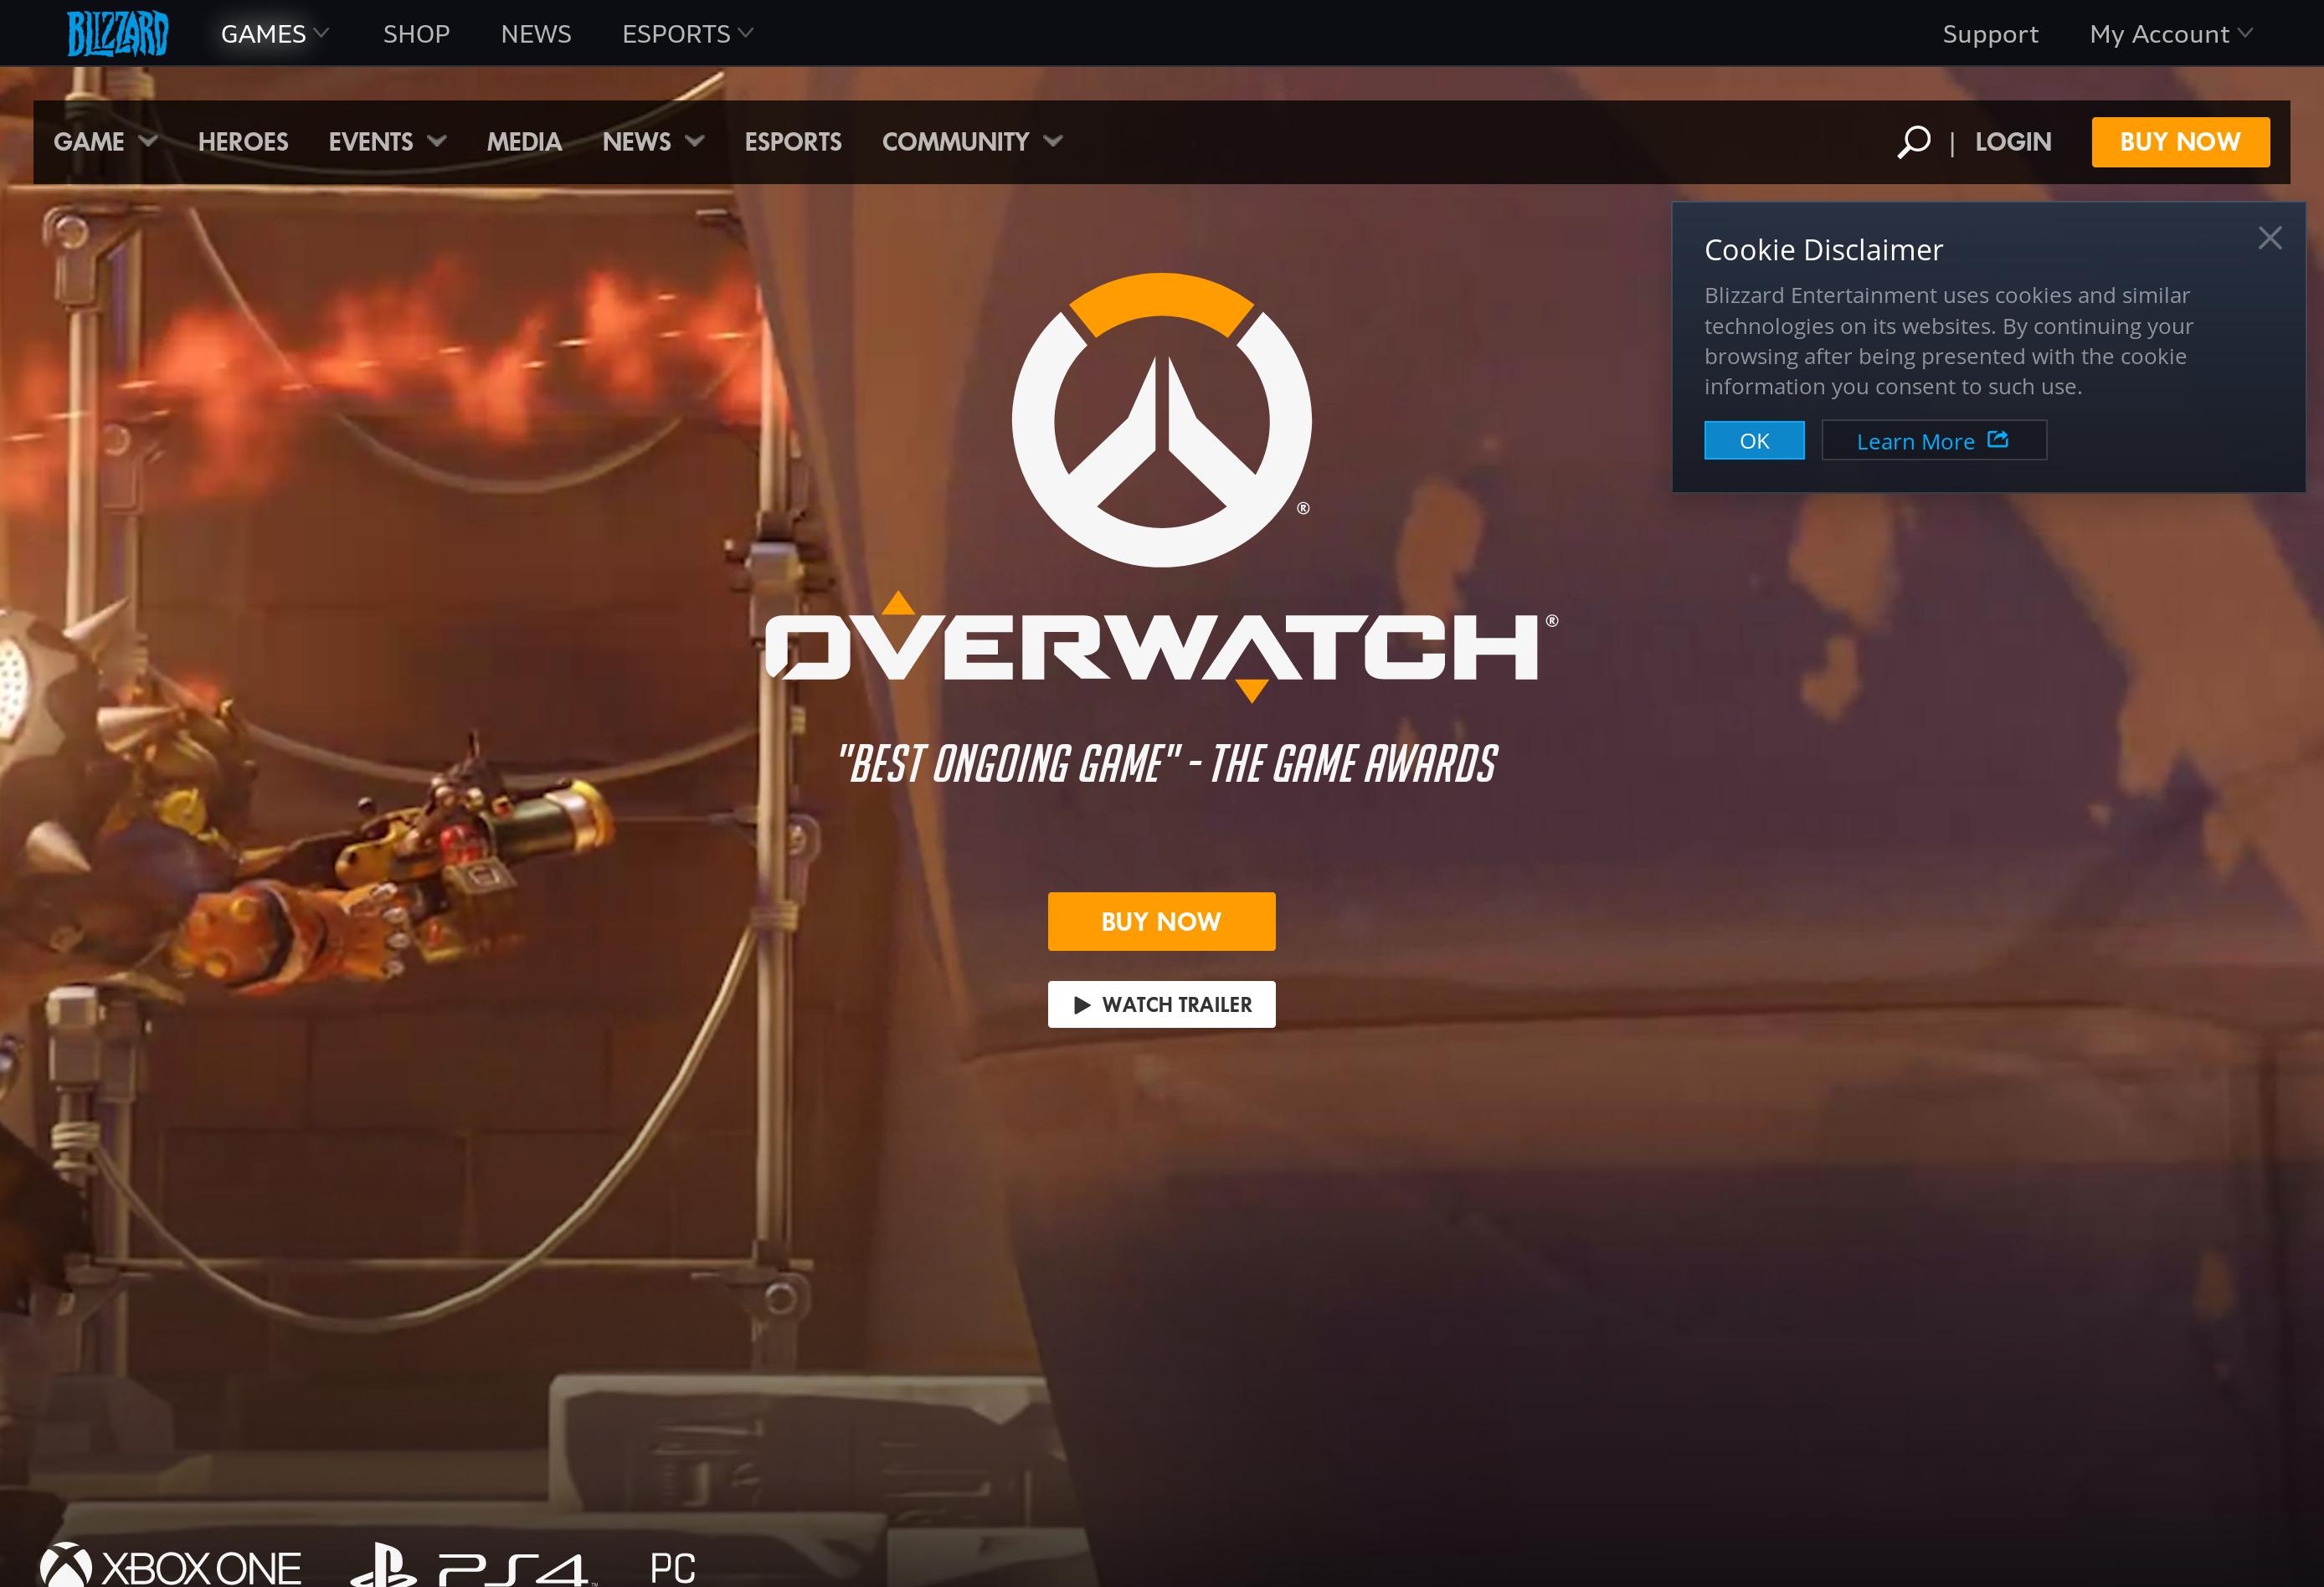 BLIZZARD GAMES SHOP NEWS ESPORTS Support My Account
GAME HEROES EVENTS MEDIA NEWS ESPORTS COMMUNITY | LOGIN BUY NOW
Cookie Disclaimer
Blizzard Entertainment uses cookies and similar
technologies on its websites. By continuing your
browsing after being presented with the cookie
information you consent to such use.
OK Learn More
®
OVERWATCH®
"BEST ONGOING GAME" - THE GAME AWARDS
BUY NOW
WATCH TRAILER
XBOX ONE PS4™ PC